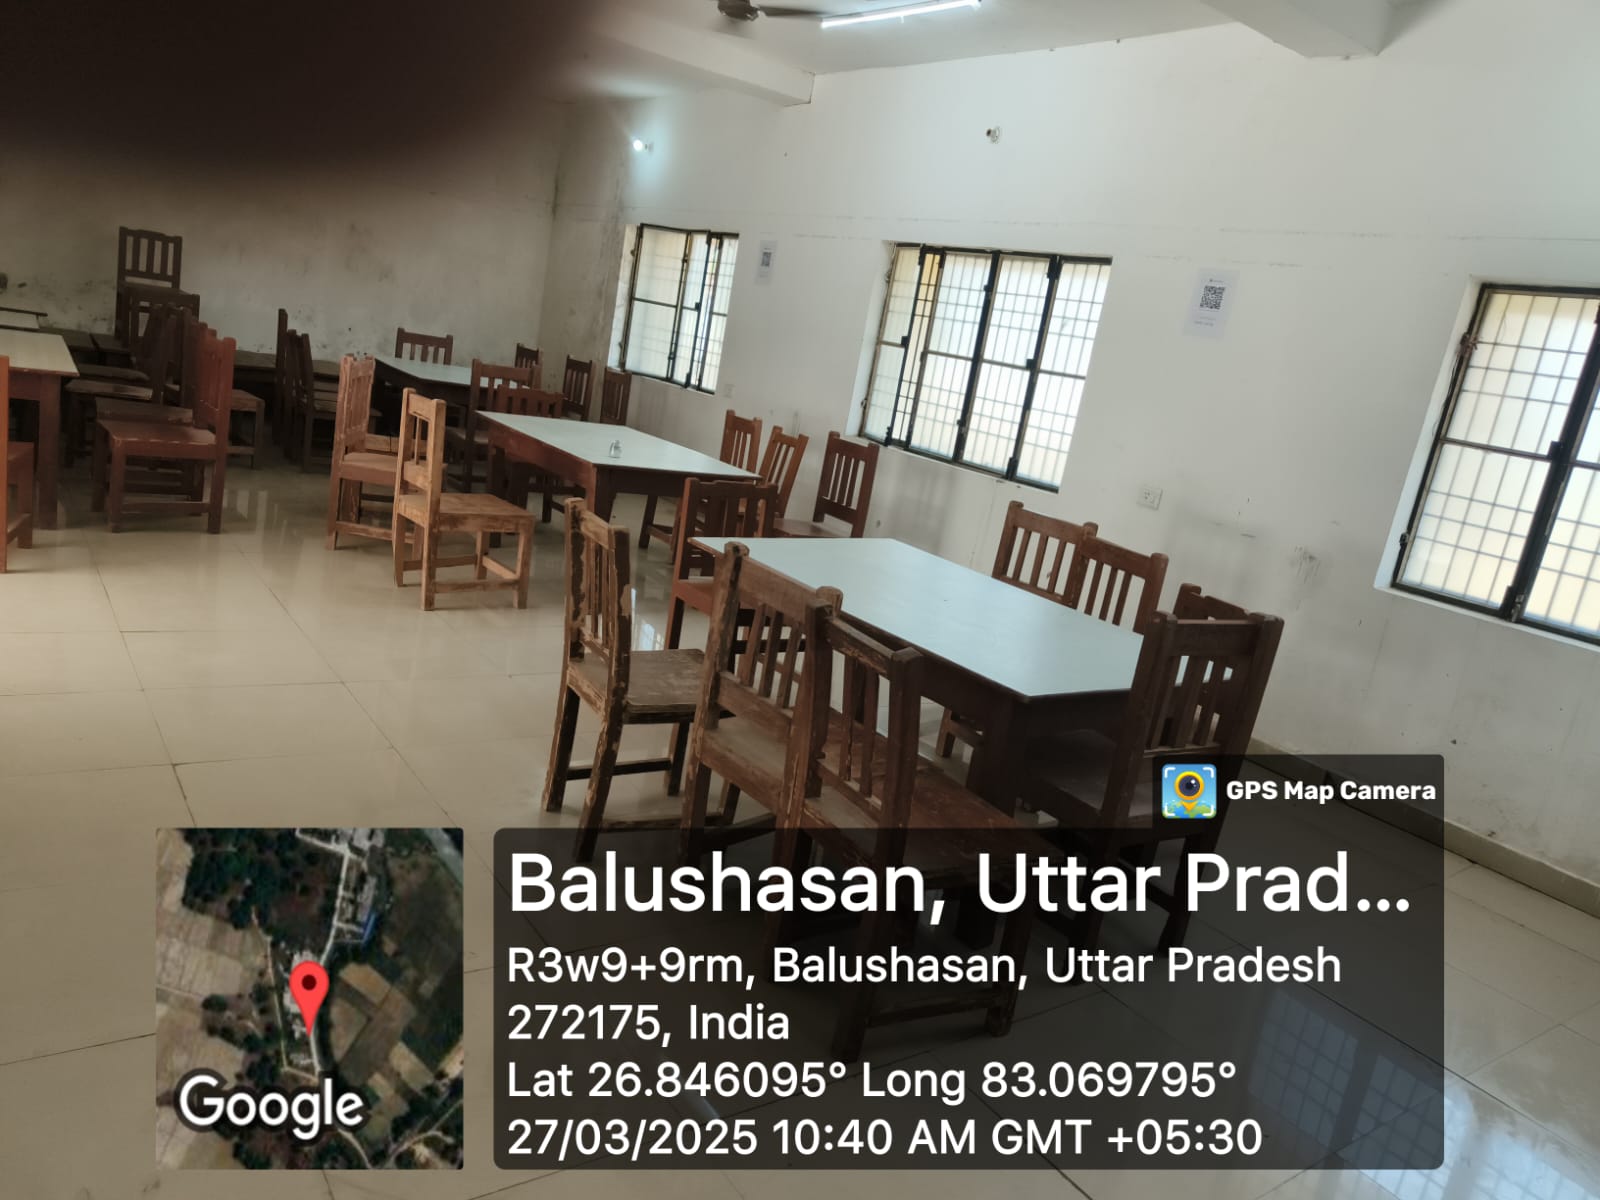 GPS Map Camera
Balushasan, Uttar Prad...
R3w9+9rm, Balushasan, Uttar Pradesh
272175, India
Lat 26.846095° Long 83.069795°
27/03/2025 10:40 AM GMT +05:30
Google